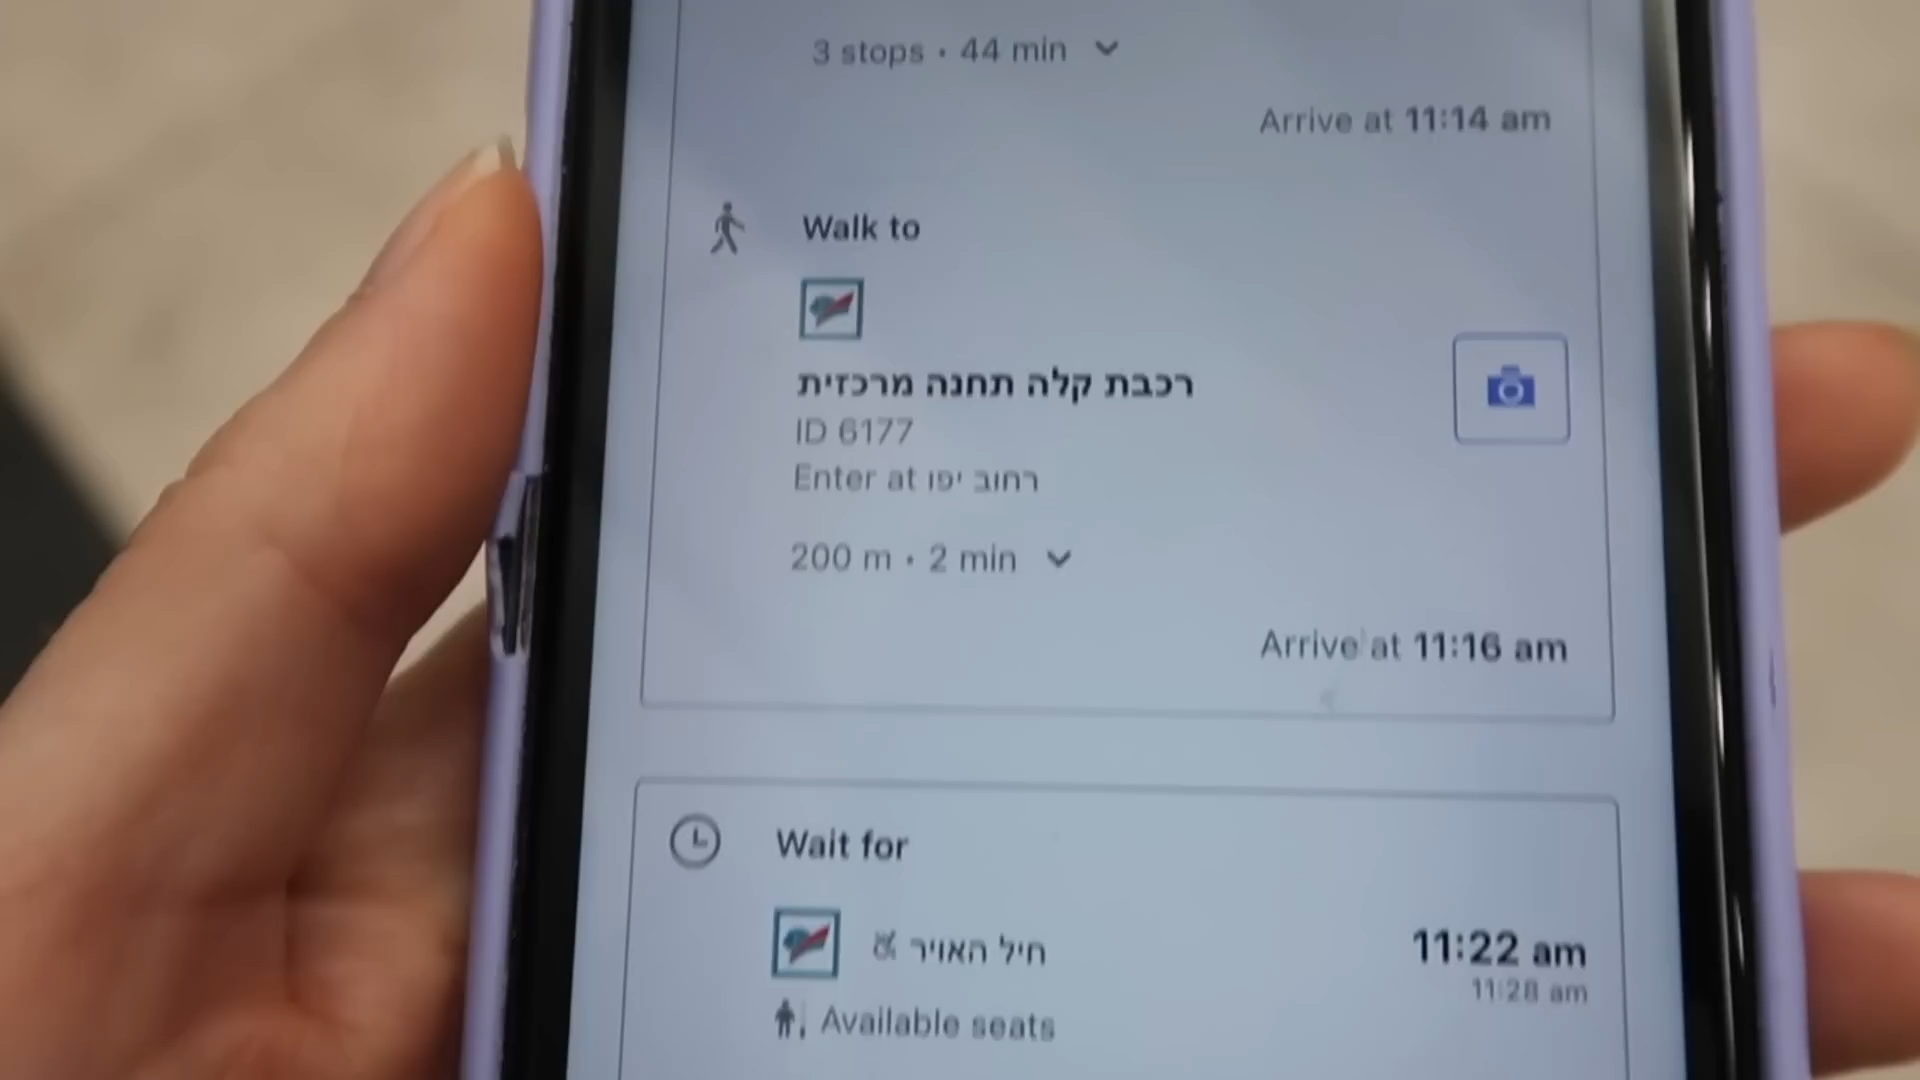 3 stops · 44 min
Arrive at 11:14 am
Walk to
רכבת קלה תחנה מרכזית
ID 6177
Enter at רחוב יפו
200 m · 2 min
Arrive at 11:16 am
Wait for
חיל האויר
11:22 am
11:28 am
Available seats